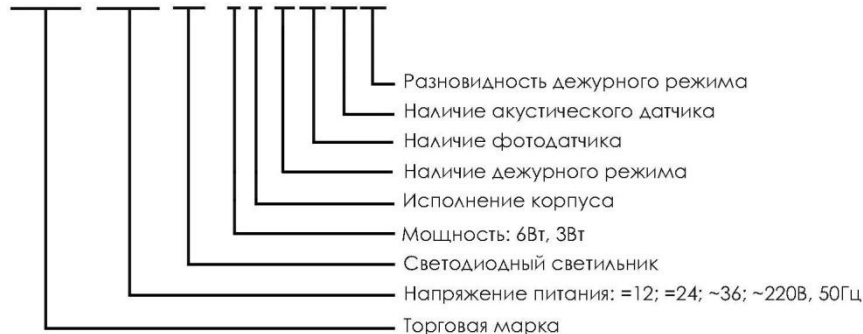 Разновидность дежурного режима
Наличие акустического датчика
Наличие фотодатчика
Наличие дежурного режима
Исполнение корпуса
Мощность: 6Вт, 3Вт
Светодиодный светильник
Напряжение питания: =12; =24; ~36; ~220В, 50Гц
Торговая марка